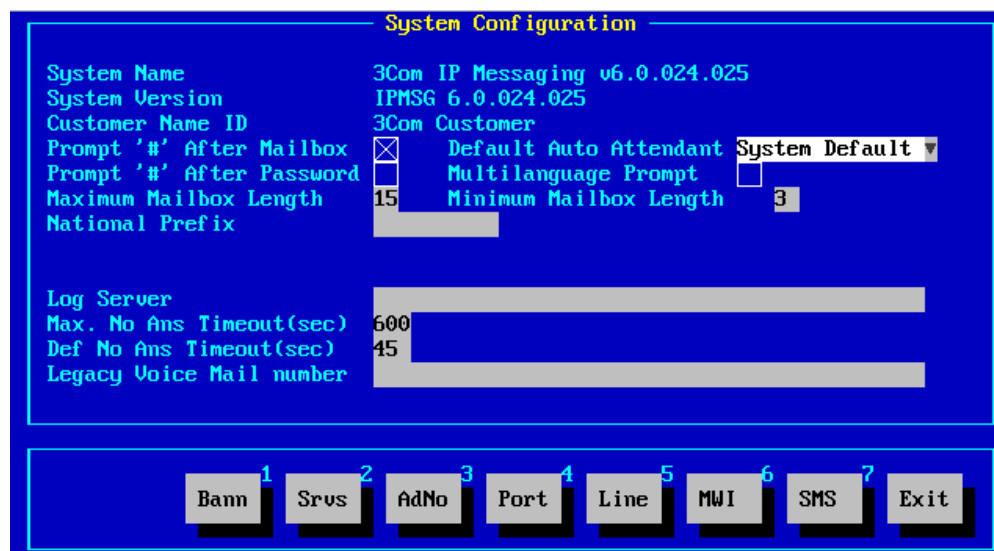 System Configuration
System Name 3Com IP Messaging v6.0.024.025
System Version IPMSG 6.0.024.025
Customer Name ID 3Com Customer
Prompt '#' After Mailbox Default Auto Attendant System Default
Prompt '#' After Password Multilanguage Prompt
Maximum Mailbox Length 15 Minimum Mailbox Length 3
National Prefix
Log Server
Max. No Ans Timeout(sec) 600
Def No Ans Timeout(sec) 45
Legacy Voice Mail number
1 2 3 4 5 6 7
Bann Srvs AdNo Port Line MWI SMS Exit